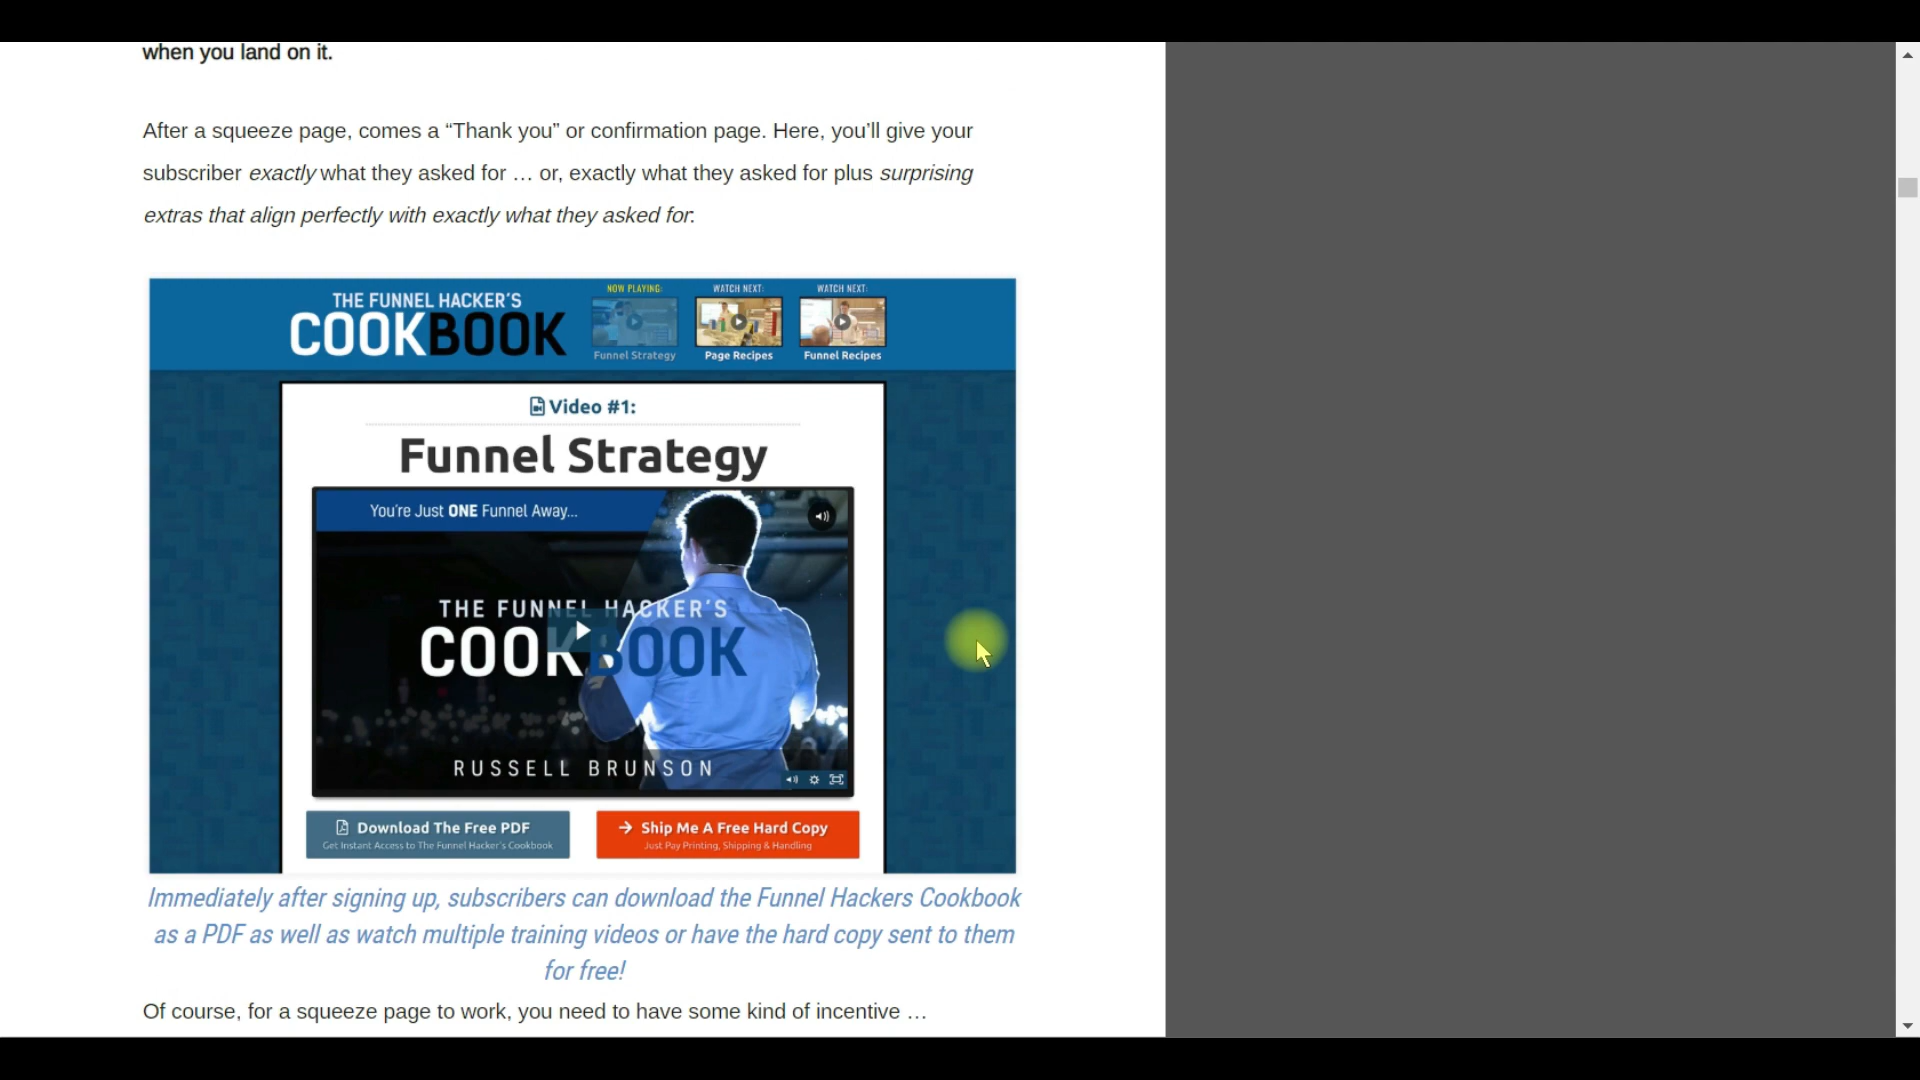 when you land on it.
After a squeeze page, comes a “Thank you” or confirmation page. Here, you’ll give your
subscriber exactly what they asked for … or, exactly what they asked for plus surprising
extras that align perfectly with exactly what they asked for:
THE FUNNEL HACKER'S
COOKBOOK
NOW PLAYING:
Funnel Strategy
WATCH NEXT:
Page Recipes
WATCH NEXT:
Funnel Recipes
Video #1:
Funnel Strategy
You're Just ONE Funnel Away...
THE FUNNEL HACKER'S
COOKBOOK
RUSSELL BRUNSON
Download The Free PDF
Get Instant Access to The Funnel Hacker's Cookbook
Ship Me A Free Hard Copy
Just Pay Printing, Shipping & Handling
Immediately after signing up, subscribers can download the Funnel Hackers Cookbook
as a PDF as well as watch multiple training videos or have the hard copy sent to them
for free!
Of course, for a squeeze page to work, you need to have some kind of incentive …